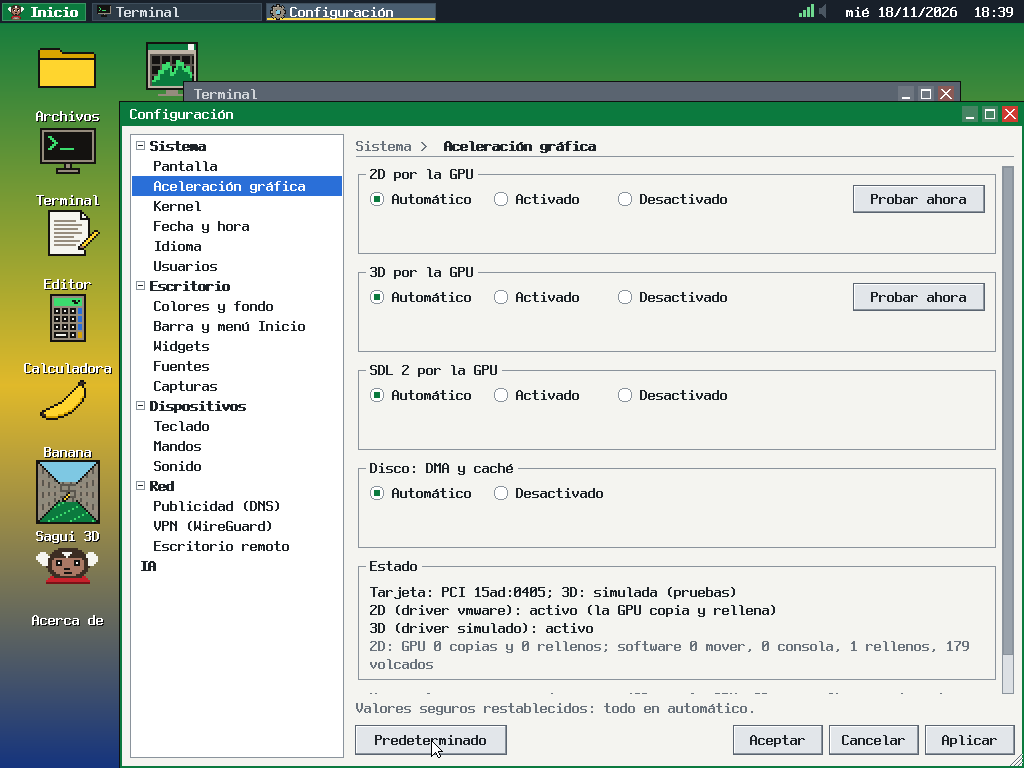 Inicio
Terminal
Configuración
mié 18/11/2026 18:39
Archivos
Terminal
Editor
Calculadora
Banana
Sagui 3D
Acerca de
Terminal
Configuración
Sistema
Pantalla
Aceleración gráfica
Kernel
Fecha y hora
Idioma
Usuarios
Escritorio
Colores y fondo
Barra y menú Inicio
Widgets
Fuentes
Capturas
Dispositivos
Teclado
Mandos
Sonido
Red
Publicidad (DNS)
VPN (WireGuard)
Escritorio remoto
IA
Sistema > Aceleración gráfica
2D por la GPU
Automático Activado Desactivado Probar ahora
3D por la GPU
Automático Activado Desactivado Probar ahora
SDL 2 por la GPU
Automático Activado Desactivado
Disco: DMA y caché
Automático Desactivado
Estado
Tarjeta: PCI 15ad:0405; 3D: simulada (pruebas)
2D (driver vmware): activo (la GPU copia y rellena)
3D (driver simulado): activo
2D: GPU 0 copias y 0 rellenos; software 0 mover, 0 consola, 1 rellenos, 179
volcados
Valores seguros restablecidos: todo en automático.
Predeterminado Aceptar Cancelar Aplicar